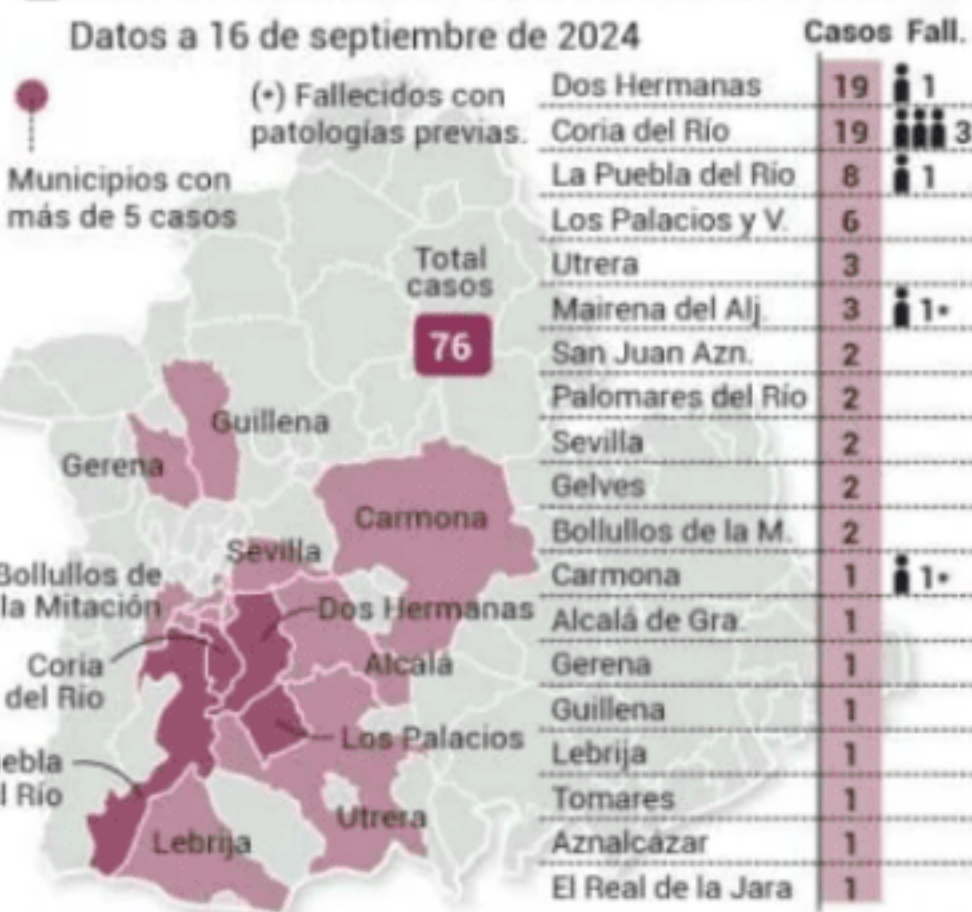 Datos a 16 de septiembre de 2024
Casos Fall.
(*) Fallecidos con
patologías previas.
Municipios con
más de 5 casos
Total
casos
76
Dos Hermanas 19 1
Coria del Río 19 3
La Puebla del Río 8 1
Los Palacios y V. 6
Utrera 3
Mairena del Alj. 3 1*
San Juan Azn. 2
Palomares del Río 2
Sevilla 2
Gelves 2
Bollullos de la M. 2
Carmona 1 1*
Alcalá de Gra. 1
Gerena 1
Guillena 1
Lebrija 1
Tomares 1
Aznalcázar 1
El Real de la Jara 1
Guillena
Gerena
Carmona
Sevilla
Bollullos de
la Mitación
Dos Hermanas
Coria
del Rio
Alcalá
Los Palacios
ebla
l Río
Utrera
Lebrija